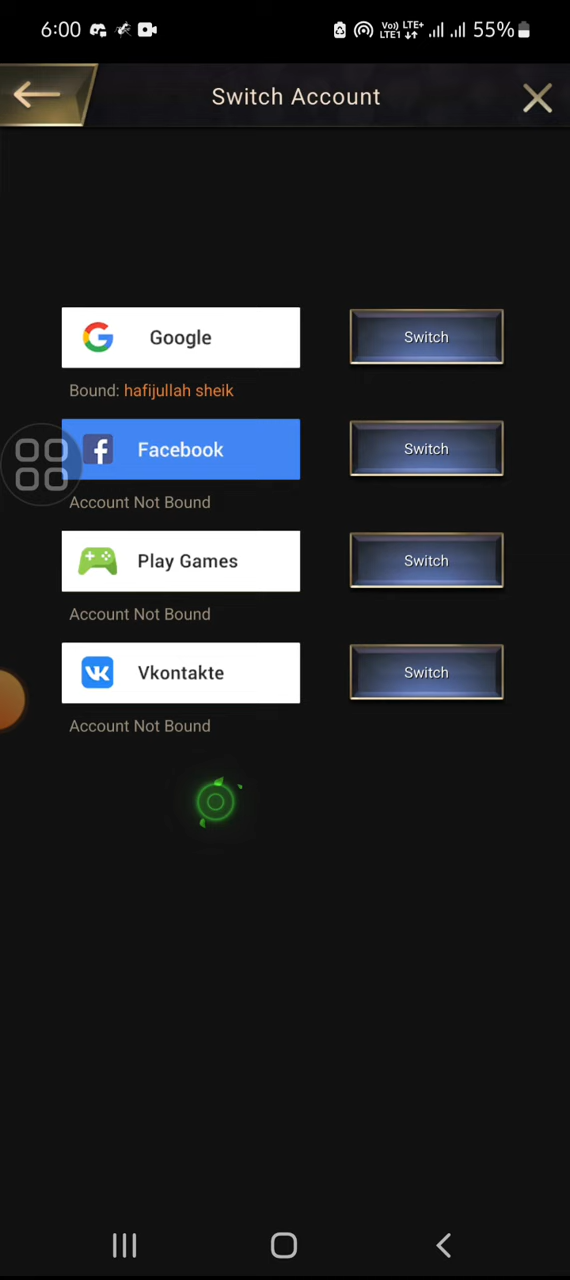 6:00
Vo)) LTE+
LTE1
55%
Switch Account
Google
Switch
Bound: hafijullah sheik
Facebook
Switch
Account Not Bound
Play Games
Switch
Account Not Bound
Vkontakte
Switch
Account Not Bound